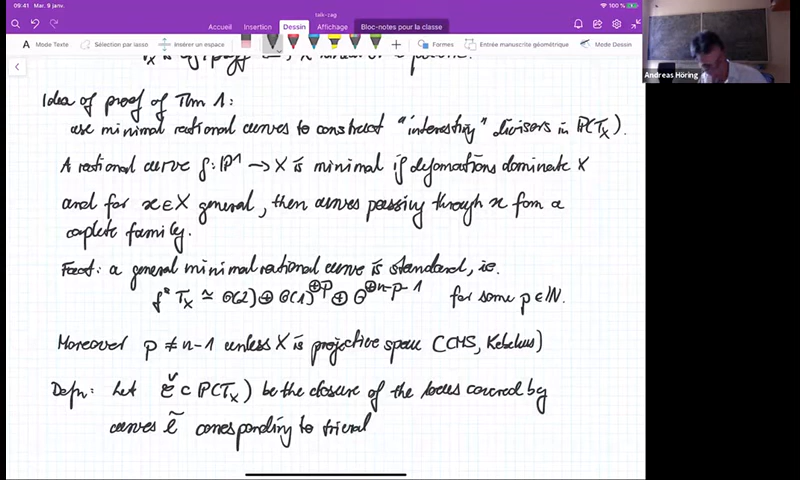 09:41 Mar. 9 janv.
talk-zag
100 %
Accueil Insertion Dessin Affichage Bloc-notes pour la classe
A Mode Texte Sélection par lasso Insérer un espace Formes Entrée manuscrite géométrique Mode Dessin
Andreas Höring
Idea of proof of Thm 1:
use minimal rational curves to construct "interesting" divisors in P(T_X).
A rational curve f: P^1 → X is minimal if deformations dominate X
and for x ∈ X general, then curves passing through x form a
complete family.
Fact: a general minimal rational curve is standard, ie.
f* T_X ≃ O(2) ⊕ O(1)^{⊕p} ⊕ O^{⊕n-p-1} for some p ∈ N.
Moreover p ≠ n-1 unless X is projective space (CCMS, Kebekus)
Defn: Let Č ⊂ P(T_X) be the closure of the locus covered by
curves l̃ corresponding to trivial